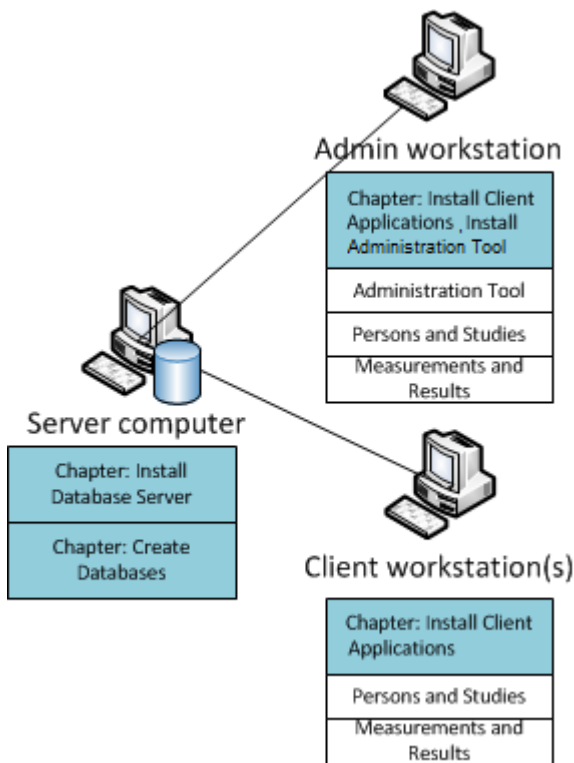 Admin workstation
Chapter: Install Client
Applications , Install
Administration Tool
Administration Tool
Persons and Studies
Measurements and
Results
Server computer
Chapter: Install
Database Server
Chapter: Create
Databases
Client workstation(s)
Chapter: Install Client
Applications
Persons and Studies
Measurements and
Results